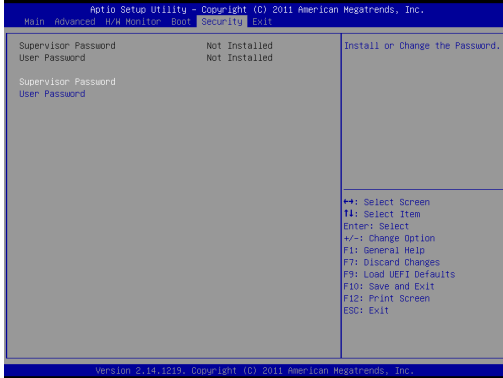 Aptio Setup Utility – Copyright (C) 2011 American Megatrends, Inc.
Main Advanced H/W Monitor Boot Security Exit
Supervisor Password Not Installed
User Password Not Installed
Supervisor Password
User Password
Install or Change the Password.
↔: Select Screen
↑↓: Select Item
Enter: Select
+/-: Change Option
F1: General Help
F7: Discard Changes
F9: Load UEFI Defaults
F10: Save and Exit
F12: Print Screen
ESC: Exit
Version 2.14.1219. Copyright (C) 2011 American Megatrends, Inc.